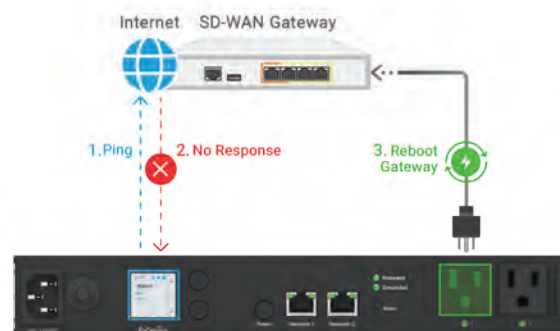 Internet
SD-WAN Gateway
1.Ping
2. No Response
3. Reboot
Gateway
Power
Network 1
Network 2